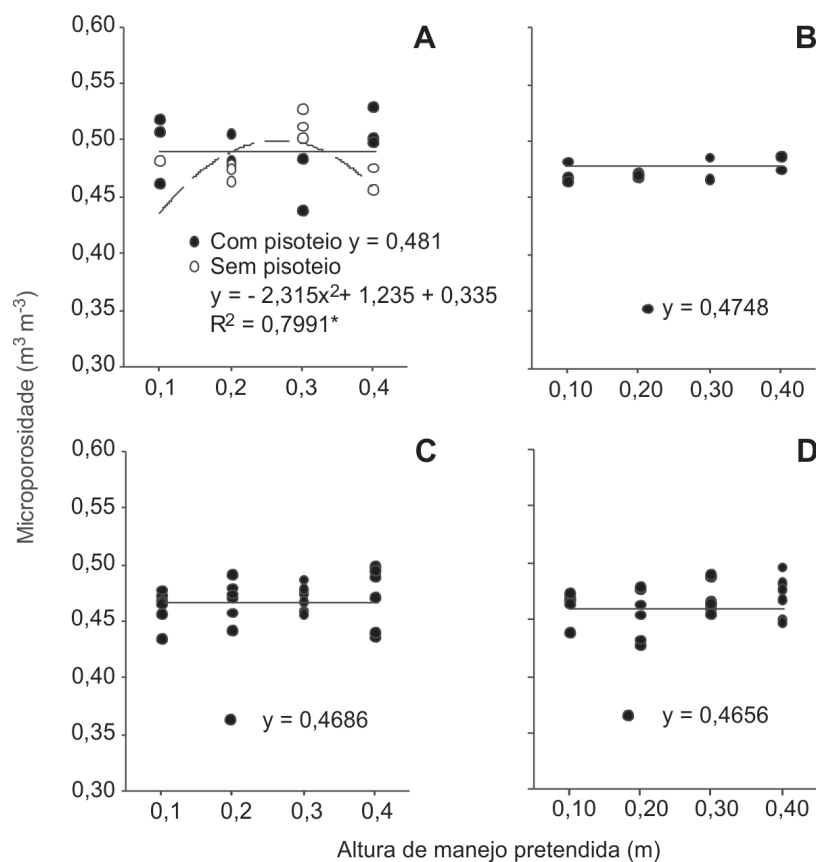 Microporosidade (m³ m⁻³)
A
0,60
0,55
0,50
0,45
0,40
0,35
0,30
Com pisoteio y = 0,481
Sem pisoteio
y = - 2,315x²+ 1,235 + 0,335
R² = 0,7991*
0,1 0,2 0,3 0,4
B
y = 0,4748
0,10 0,20 0,30 0,40
C
0,60
0,55
0,50
0,45
0,40
0,35
0,30
y = 0,4686
0,1 0,2 0,3 0,4
D
y = 0,4656
0,10 0,20 0,30 0,40
Altura de manejo pretendida (m)